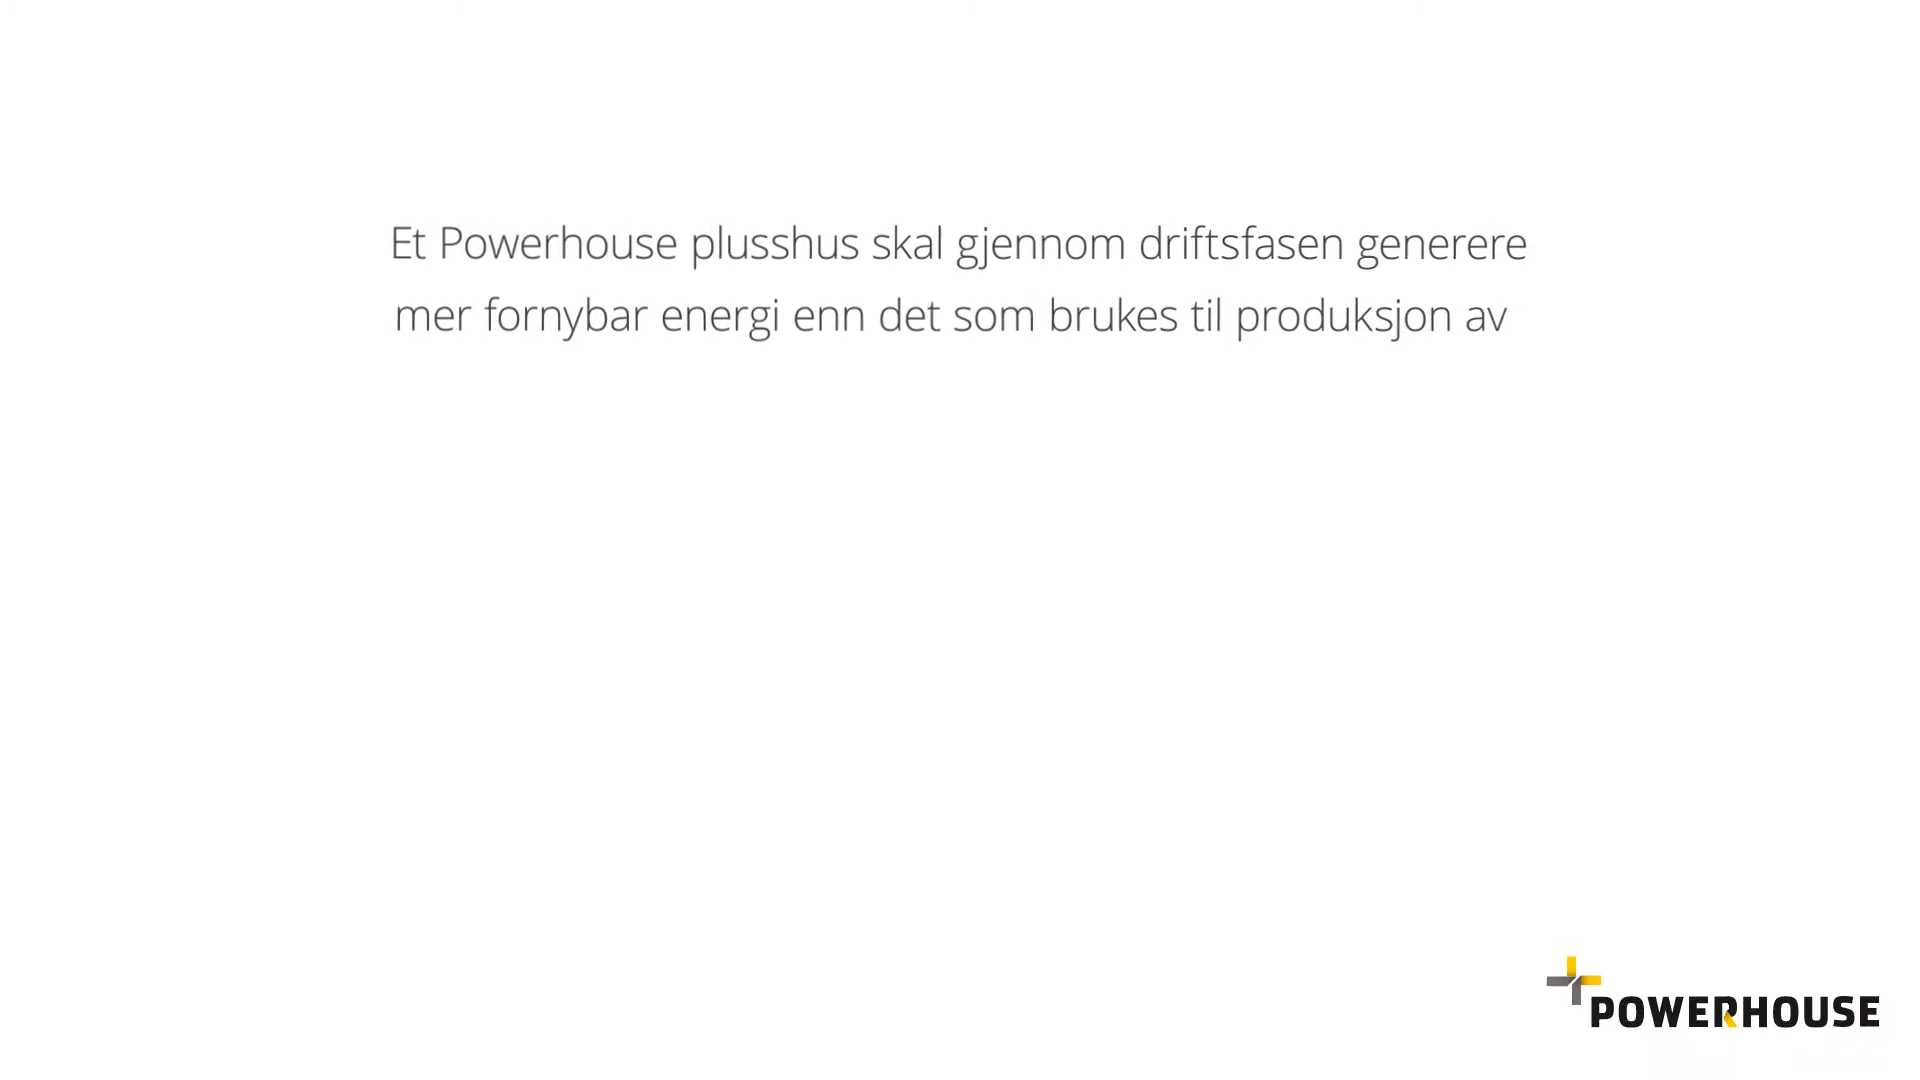 Et Powerhouse plusshus skal gjennom driftsfasen generere
mer fornybar energi enn det som brukes til produksjon av
POWERHOUSE